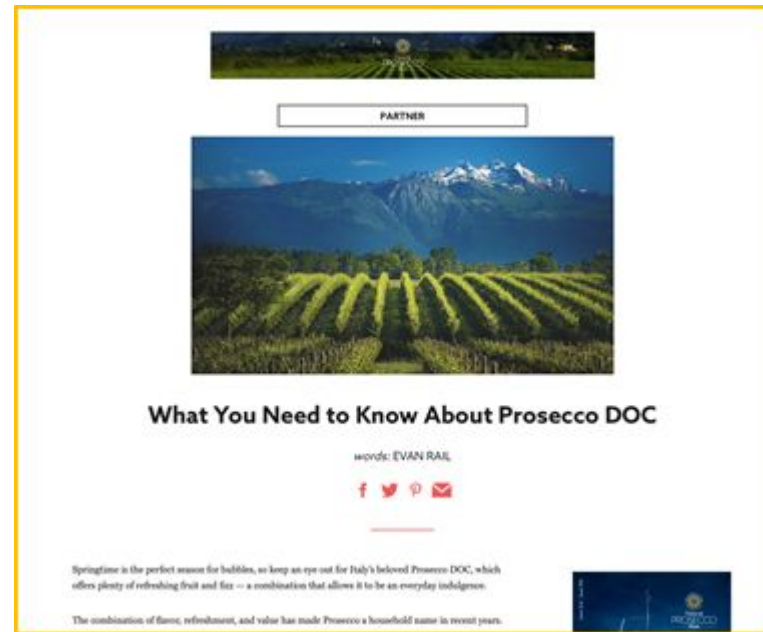 PROSECCO
PARTNER
What You Need to Know About Prosecco DOC
words: EVAN RAIL
Springtime is the perfect season for bubbles, so keep an eye out for Italy's beloved Prosecco DOC, which
offers plenty of refreshing fruit and fizz — a combination that allows it to be an everyday indulgence.
The combination of flavor, refreshment, and value has made Prosecco a household name in recent years.
PROSECCO